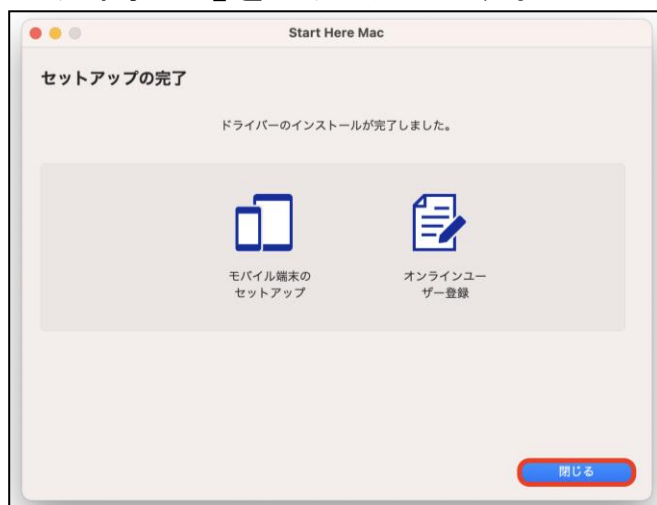 Start Here Mac
セットアップの完了
ドライバーのインストールが完了しました。
モバイル端末の
セットアップ
オンラインユー
ザー登録
閉じる